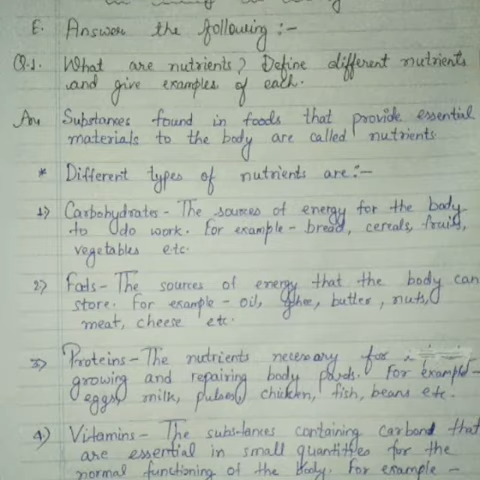 E. Answer the following :-
Q.1. What are nutrients? Define different nutrients
and give examples of each.
Ans Substances found in foods that provide essential
materials to the body are called nutrients.
* Different types of nutrients are:-
1) Carbohydrates - The sources of energy for the body
to do work. For example - bread, cereals, fruits,
vegetables etc.
2) Fats - The sources of energy that the body can
store. For example - oil, ghee, butter, nuts,
meat, cheese etc.
3) Proteins - The nutrients necessary for
growing and repairing body parts. For example -
eggs, milk, pulses, chicken, fish, beans etc.
4) Vitamins - The substances containing carbond that
are essential in small quantities for the
normal functioning of the body. For example -